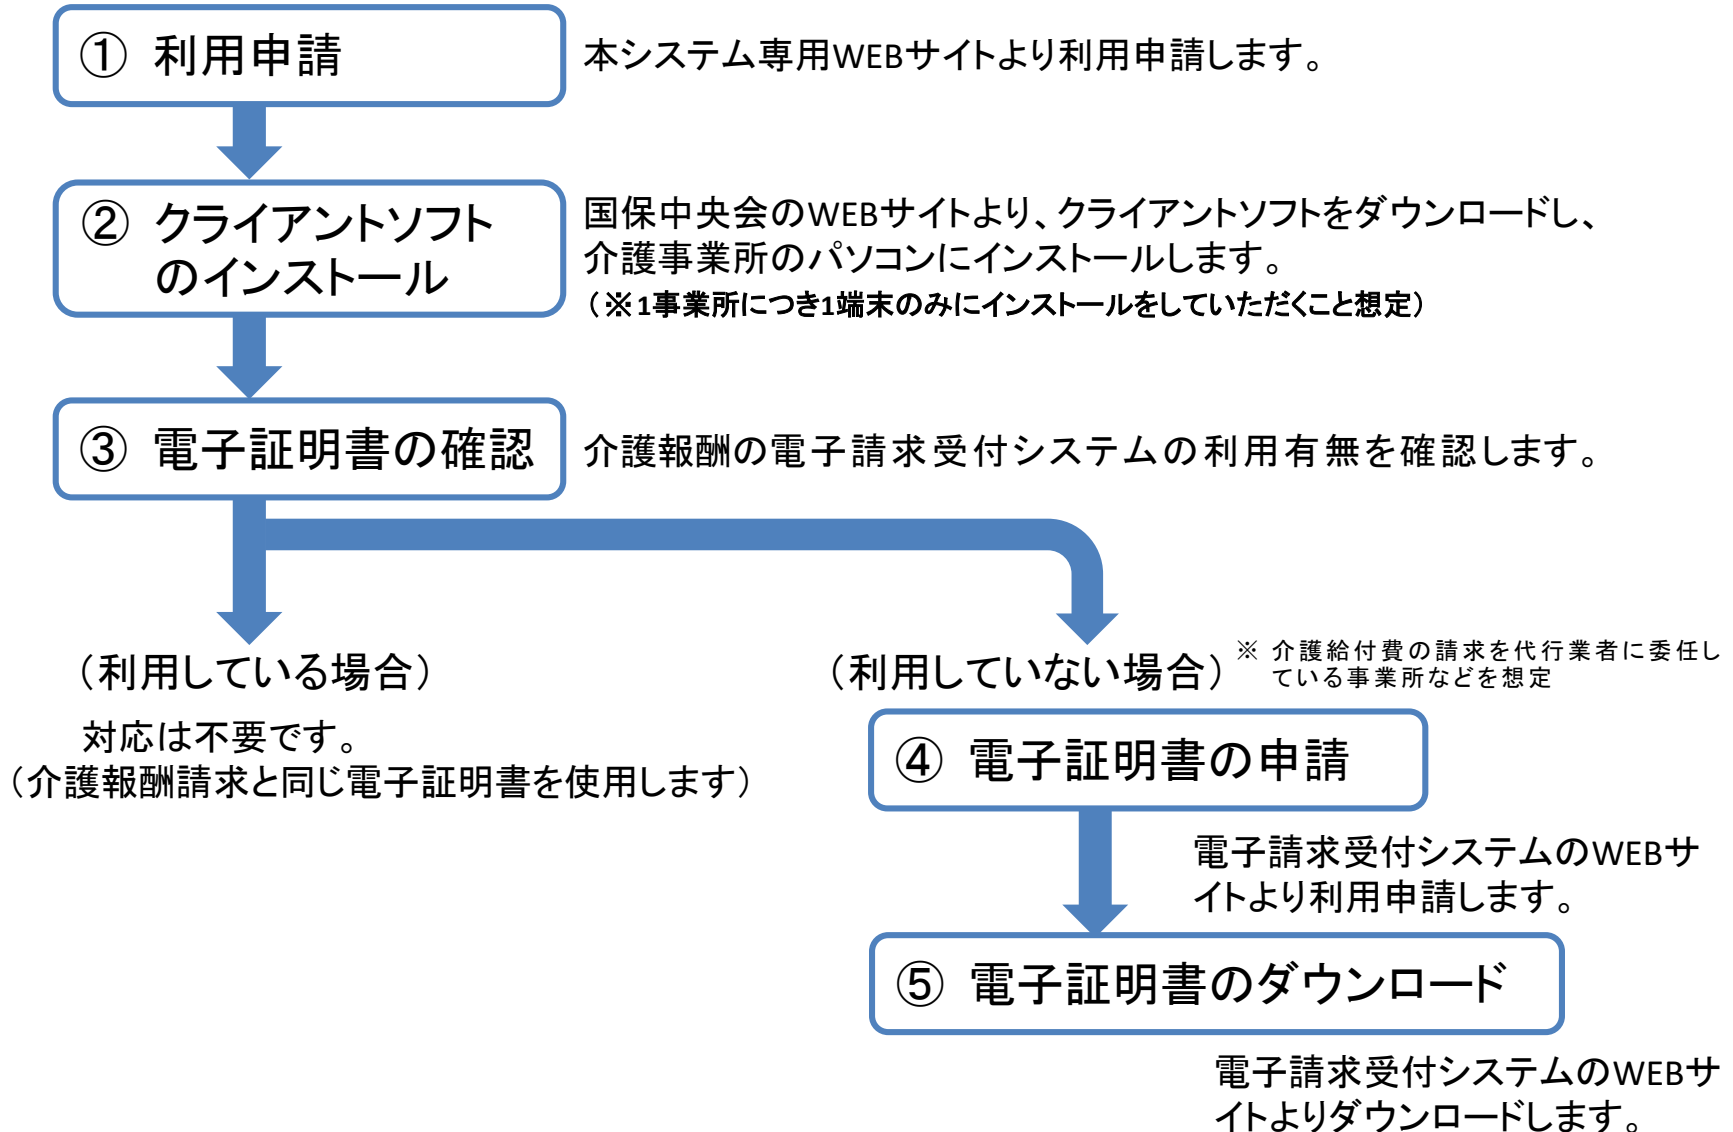 ① 利用申請
本システム専用WEBサイトより利用申請します。
② クライアントソフト
のインストール
国保中央会のWEBサイトより、クライアントソフトをダウンロードし、
介護事業所のパソコンにインストールします。
（※1事業所につき1端末のみにインストールをしていただくこと想定）
③ 電子証明書の確認
介護報酬の電子請求受付システムの利用有無を確認します。
（利用している場合）
対応は不要です。
（介護報酬請求と同じ電子証明書を使用します）
（利用していない場合）
※ 介護給付費の請求を代行業者に委任し
ている事業所などを想定
④ 電子証明書の申請
電子請求受付システムのWEBサ
イトより利用申請します。
⑤ 電子証明書のダウンロード
電子請求受付システムのWEBサ
イトよりダウンロードします。